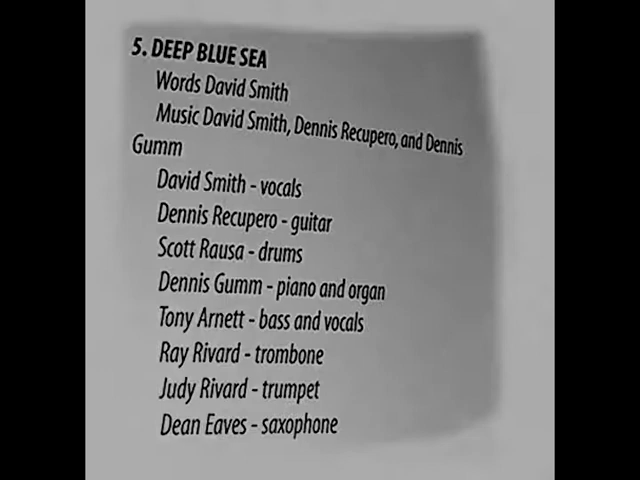 5. DEEP BLUE SEA
Words David Smith
Music David Smith, Dennis Recupero, and Dennis
Gumm
David Smith - vocals
Dennis Recupero - guitar
Scott Rausa - drums
Dennis Gumm - piano and organ
Tony Arnett - bass and vocals
Ray Rivard - trombone
Judy Rivard - trumpet
Dean Eaves - saxophone